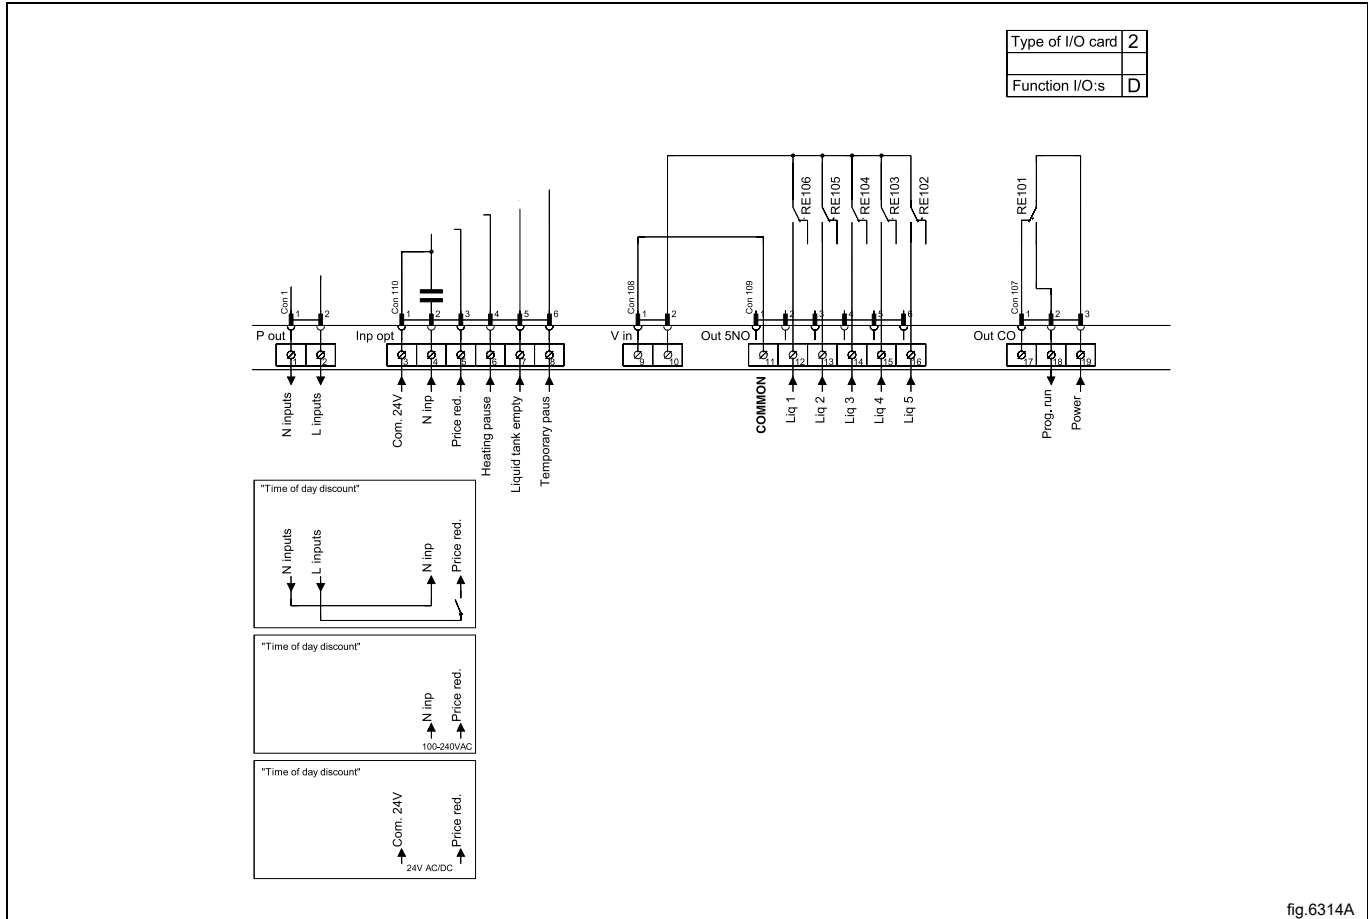 Type of I/O card 2
Function I/O:s D
RE106
RE105
RE104
RE103
RE102
RE101
Con 1
Con 110
Con 108
Con 109
Con 107
1 2
1 2 3 4 5 6
1 2
1 2 3 4 5 6
1 2 3
P out
Inp opt
V in
Out 5NO
Out CO
1 2
3 4 5 6 7 8
9 10
11 12 13 14 15 16
17 18 19
N inputs
L inputs
Com. 24V
N inp
Price red.
Heating pause
Liquid tank empty
Temporary paus
COMMON
Liq 1
Liq 2
Liq 3
Liq 4
Liq 5
Prog. run
Power
"Time of day discount"
N inputs
L inputs
N inp
Price red.
"Time of day discount"
N inp
Price red.
100-240VAC
"Time of day discount"
Com. 24V
Price red.
24V AC/DC
fig.6314A